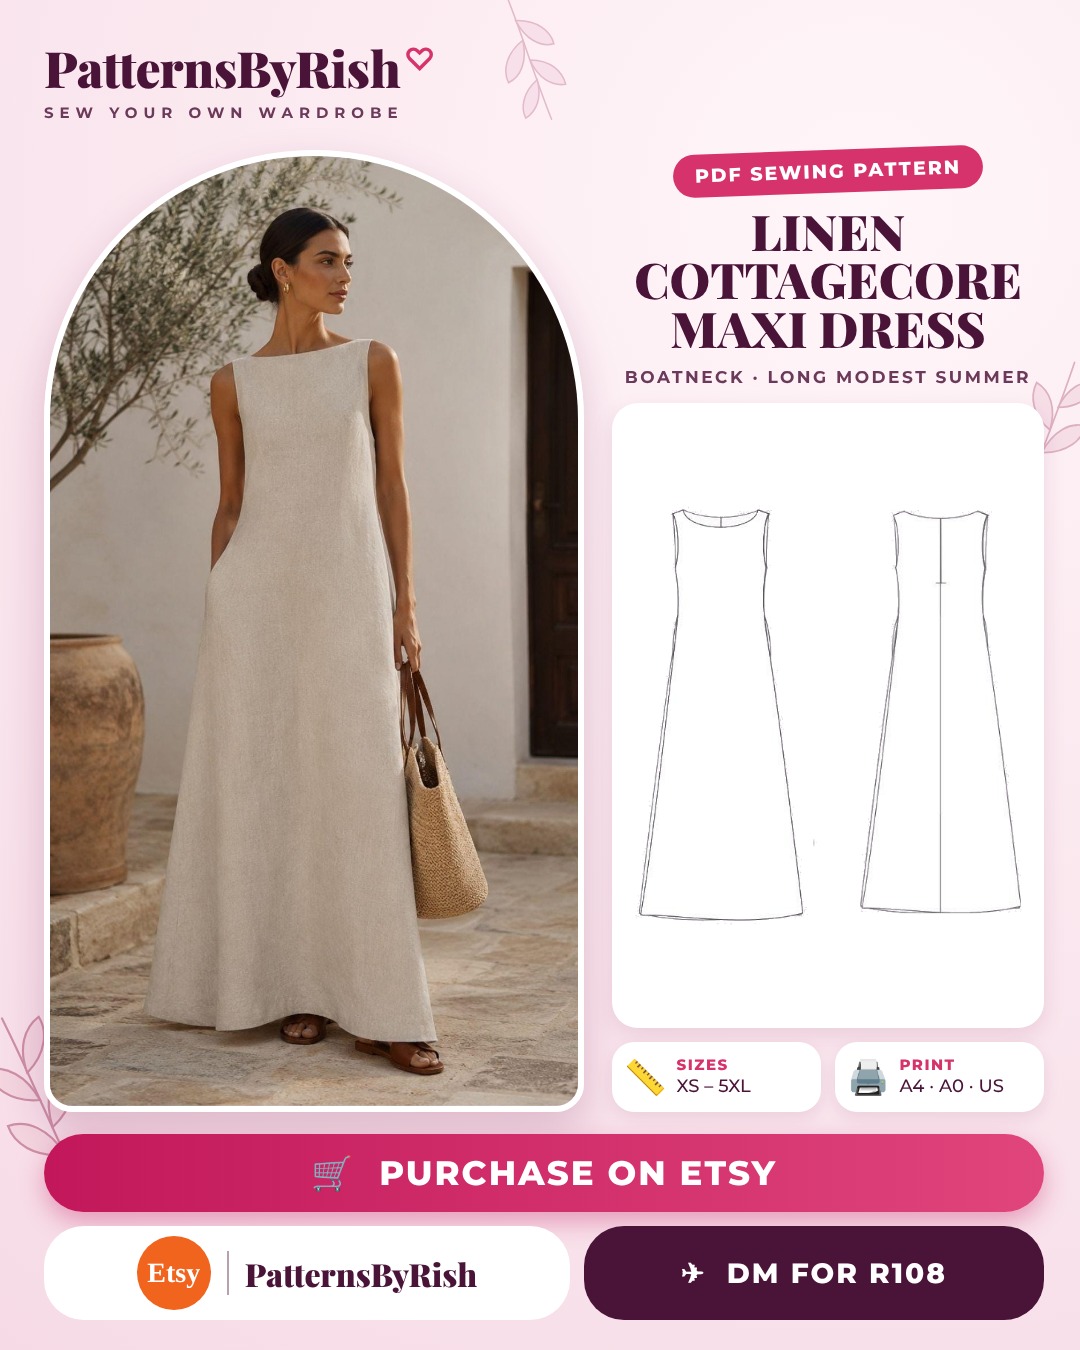 PatternsByRish
SEW YOUR OWN WARDROBE
PDF SEWING PATTERN
LINEN
COTTAGECORE
MAXI DRESS
BOATNECK · LONG MODEST SUMMER
SIZES
XS – 5XL
PRINT
A4 · A0 · US
PURCHASE ON ETSY
Etsy
PatternsByRish
DM FOR R108